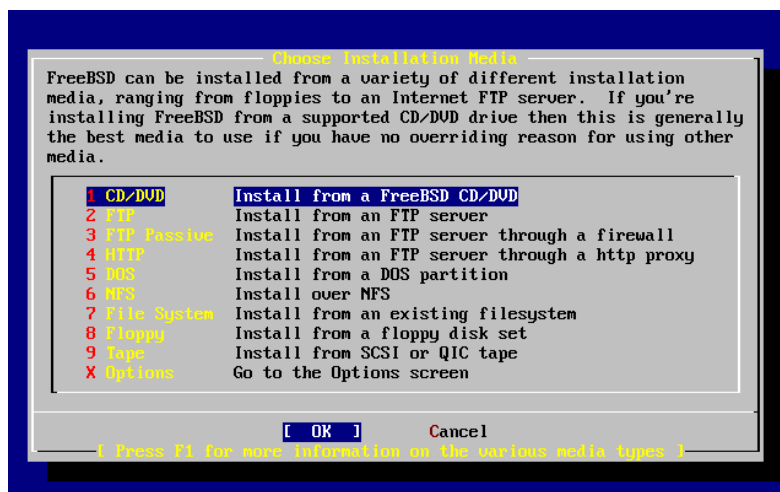 Choose Installation Media
FreeBSD can be installed from a variety of different installation
media, ranging from floppies to an Internet FTP server.  If you're
installing FreeBSD from a supported CD/DVD drive then this is generally
the best media to use if you have no overriding reason for using other
media.
1 CD/DVD Install from a FreeBSD CD/DVD
2 FTP Install from an FTP server
3 FTP Passive Install from an FTP server through a firewall
4 HTTP Install from an FTP server through a http proxy
5 DOS Install from a DOS partition
6 NFS Install over NFS
7 File System Install from an existing filesystem
8 Floppy Install from a floppy disk set
9 Tape Install from SCSI or QIC tape
X Options Go to the Options screen
[ OK ] Cancel
[ Press F1 for more information on the various media types ]